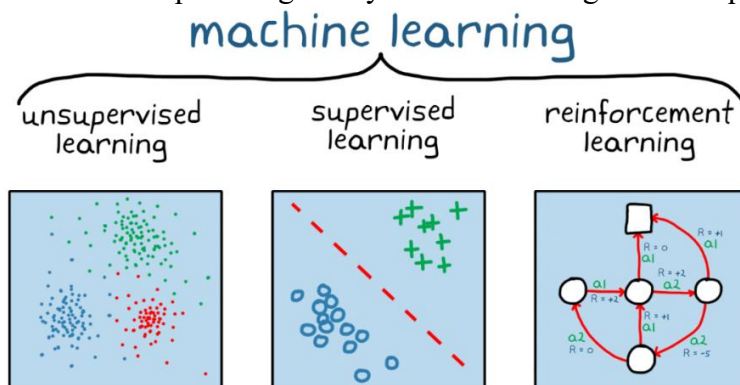 machine learning
unsupervised learning
supervised learning
reinforcement learning
R = 0
a1
R = +1
a1
a1
R = +2
R = +2
a2
R = +1
a1
a2
R = 0
a2
R = -5